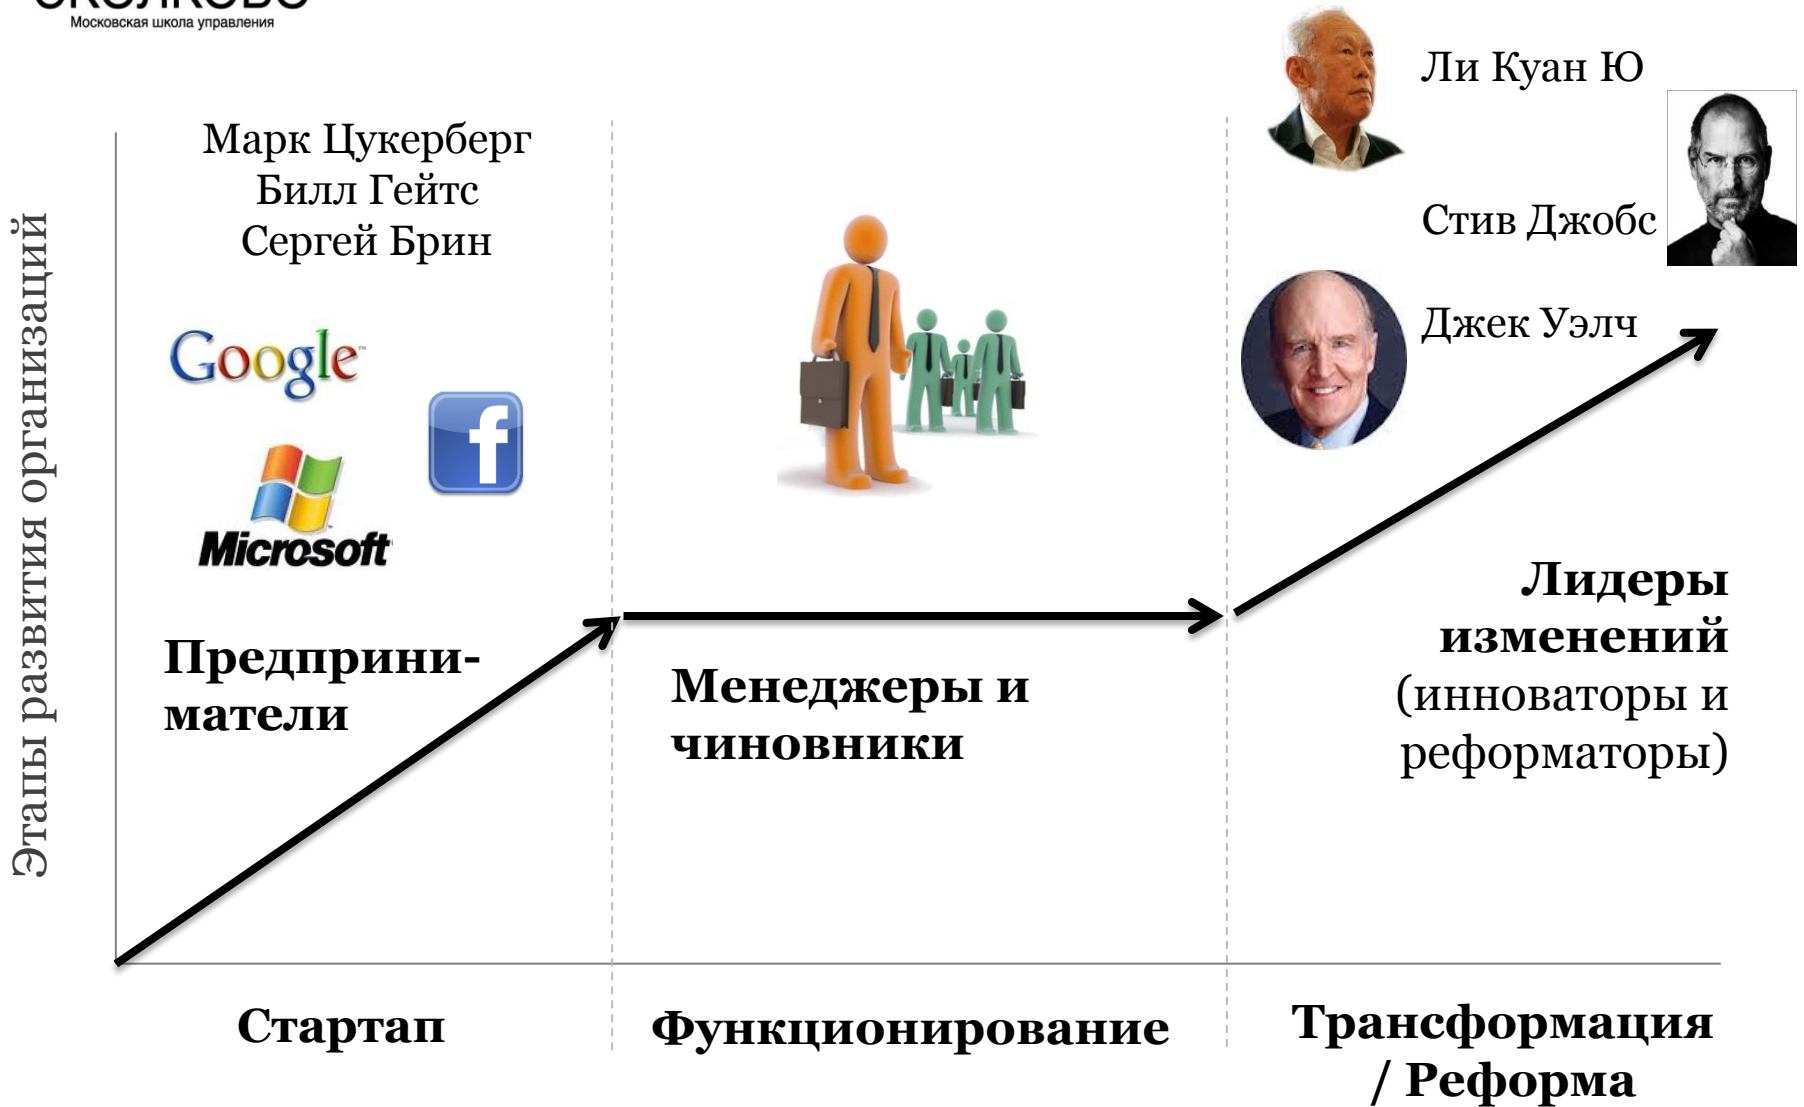 Московская школа управления
Этапы развития организаций
Марк Цукерберг
Билл Гейтс
Сергей Брин
Google
f
Microsoft
Предприни-
матели
Менеджеры и
чиновники
Ли Куан Ю
Стив Джобс
Джек Уэлч
Лидеры
изменений
(инноваторы и
реформаторы)
Стартап
Функционирование
Трансформация
/ Реформа